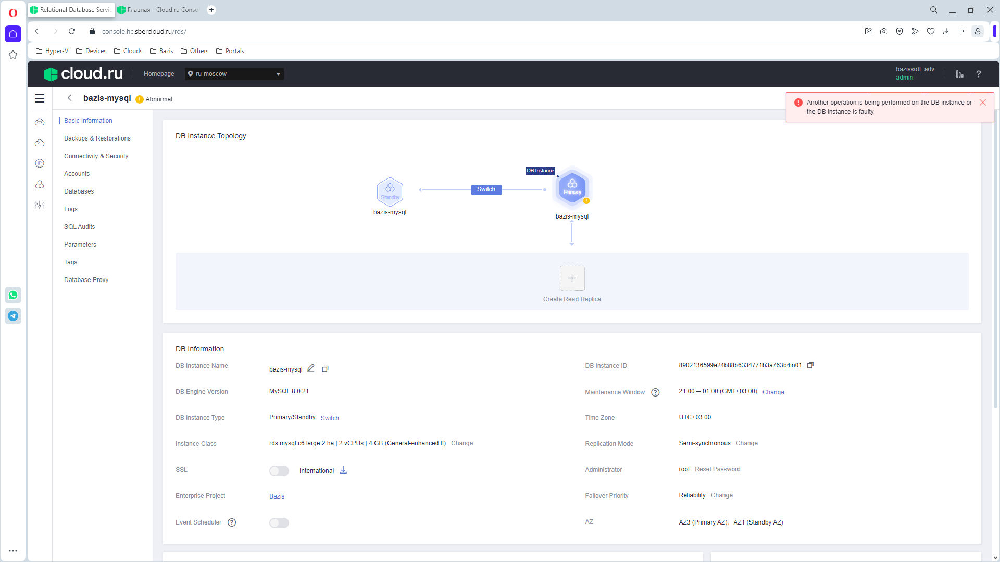 Relational Database Servic
Главная - Cloud.ru Conso
console.hc.sbercloud.ru/rds/
Hyper-V
Devices
Clouds
Bazis
Others
Portals
cloud.ru
Homepage
ru-moscow
bazissoft_adv
admin
?
bazis-mysql
Abnormal
Another operation is being performed on the DB instance or
the DB instance is faulty.
Basic Information
Backups & Restorations
Connectivity & Security
Accounts
Databases
Logs
SQL Audits
Parameters
Tags
Database Proxy
IP
DB Instance Topology
DB Instance
Switch
Standby
Primary
bazis-mysql
bazis-mysql
Create Read Replica
DB Information
DB Instance Name
bazis-mysql
DB Instance ID
8902136599e24b88b6334771b3a763b4in01
DB Engine Version
MySQL 8.0.21
Maintenance Window
21:00 — 01:00 (GMT+03:00) Change
DB Instance Type
Primary/Standby Switch
Time Zone
UTC+03:00
Instance Class
rds.mysql.c6.large.2.ha | 2 vCPUs | 4 GB (General-enhanced II) Change
Replication Mode
Semi-synchronous Change
SSL
International
Administrator
root Reset Password
Enterprise Project
Bazis
Failover Priority
Reliability Change
Event Scheduler
AZ
AZ3 (Primary AZ), AZ1 (Standby AZ)